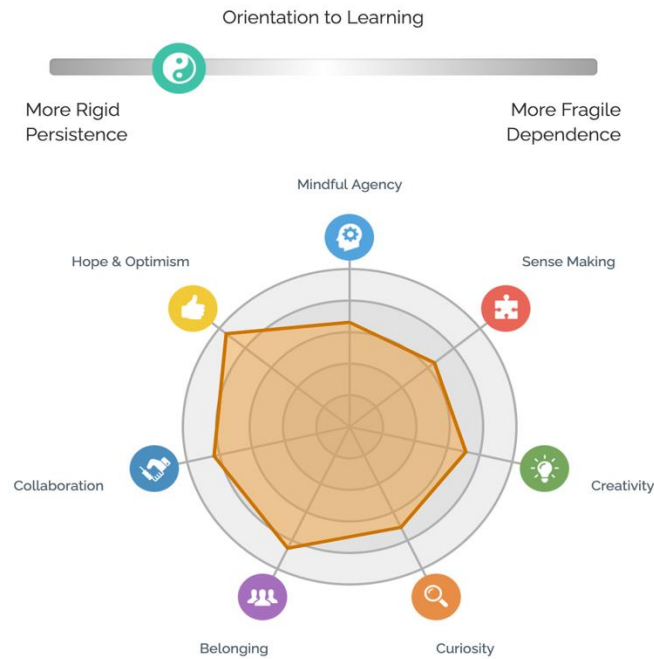 Orientation to Learning
More Rigid
Persistence
More Fragile
Dependence
Mindful Agency
Hope & Optimism
Sense Making
Collaboration
Creativity
Belonging
Curiosity